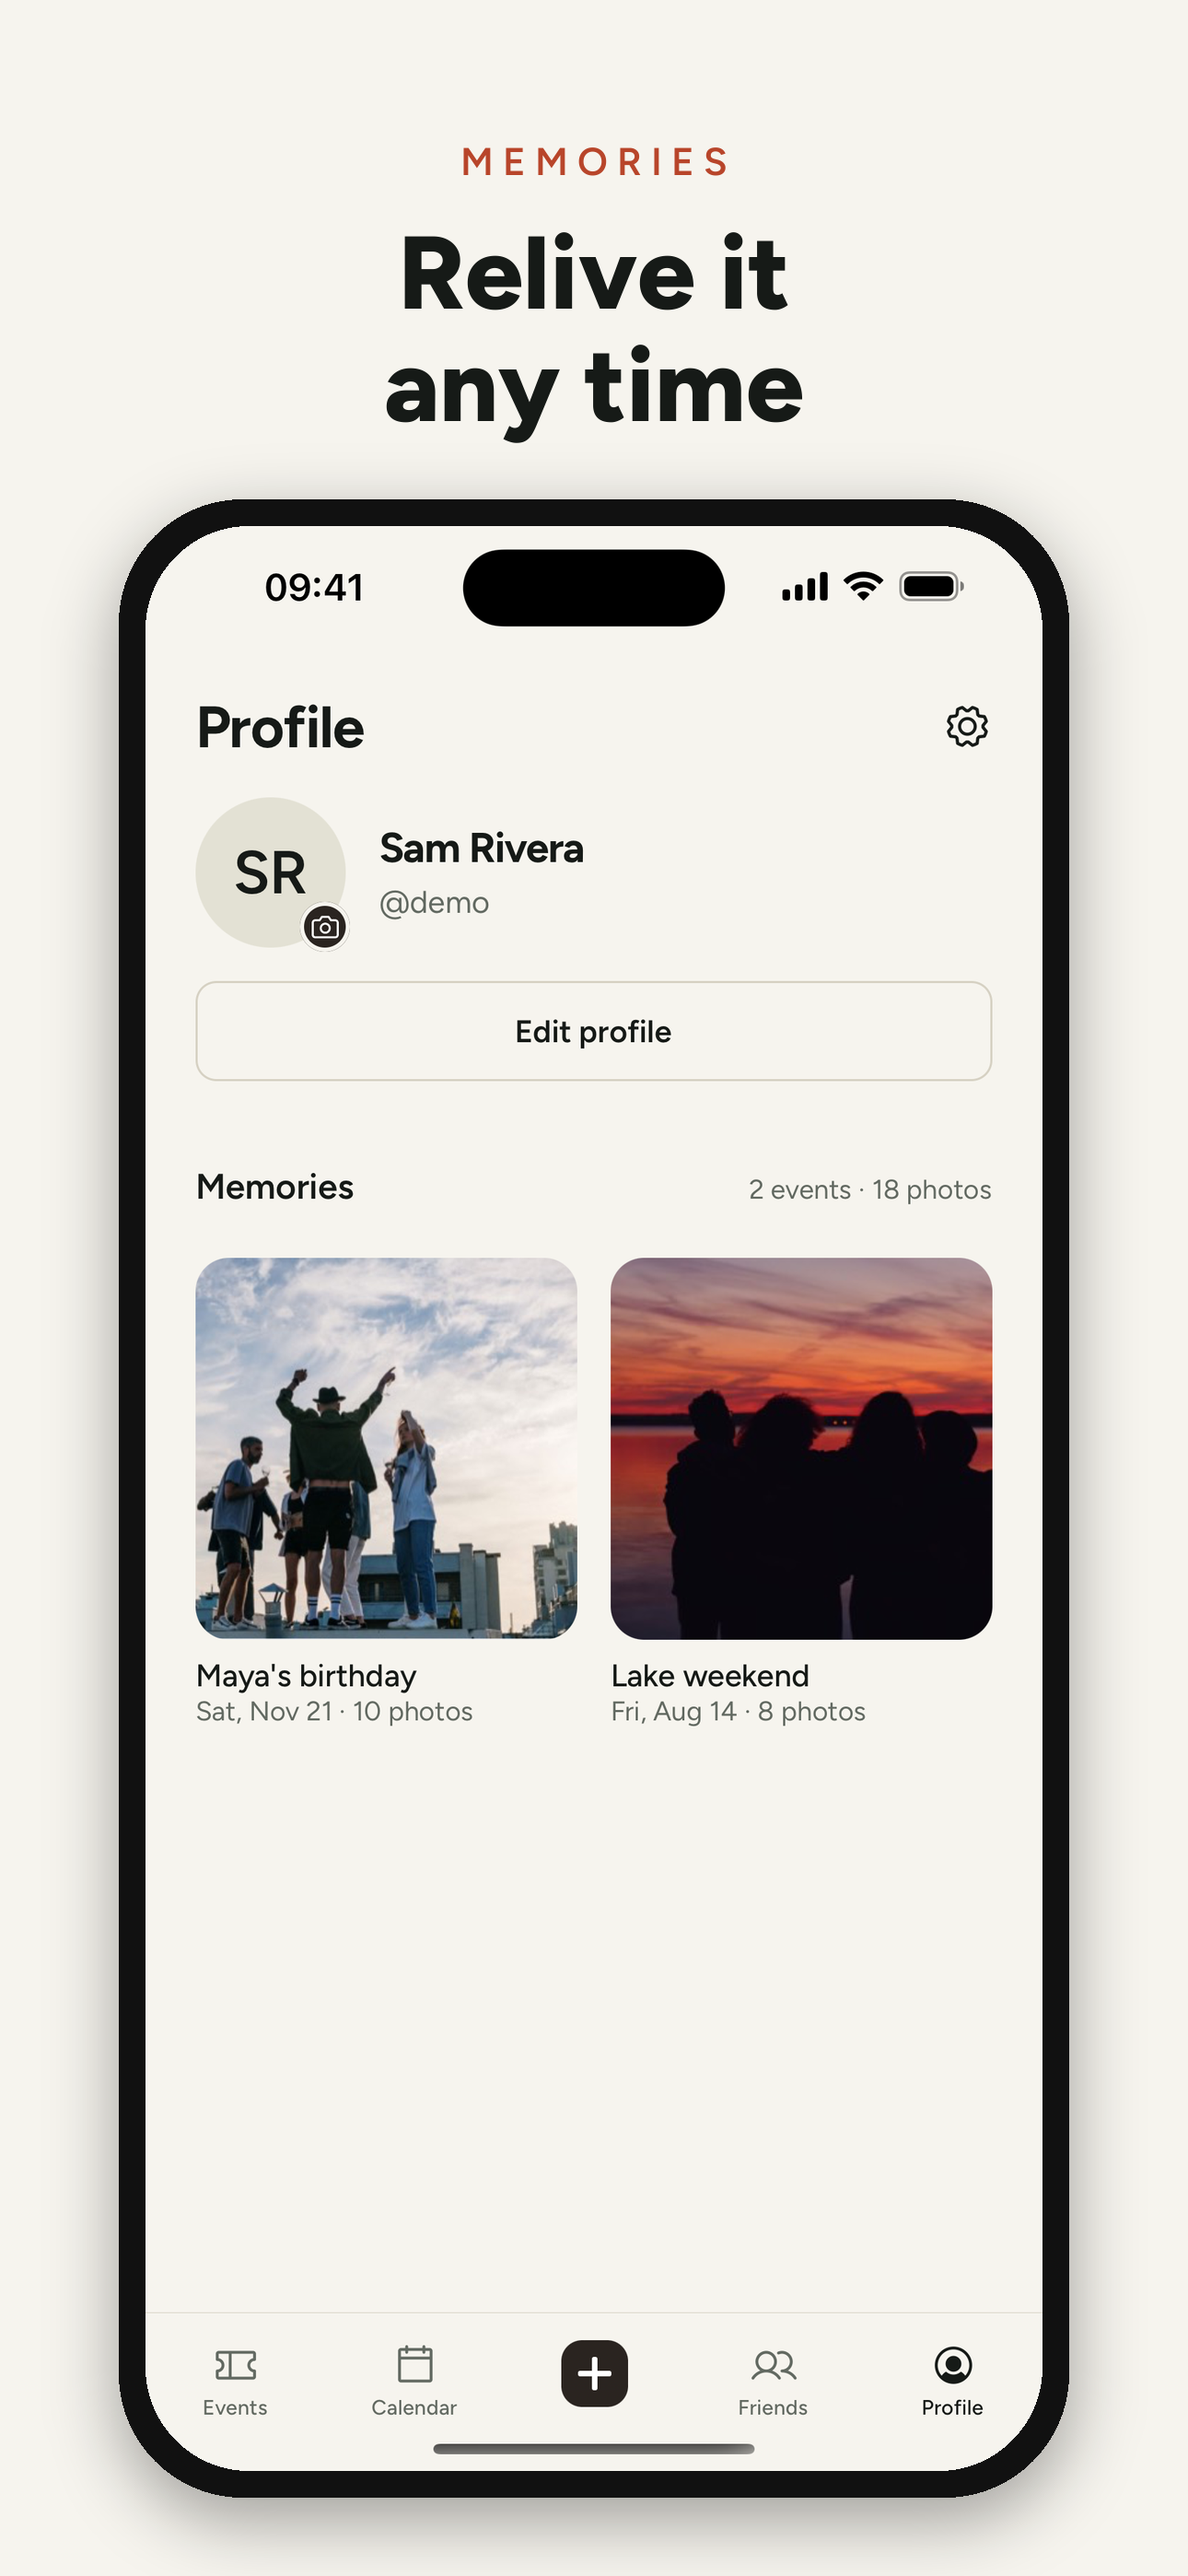 MEMORIES
Relive it
any time
09:41
Profile
SR
Sam Rivera
@demo
Edit profile
Memories
2 events · 18 photos
Maya's birthday
Sat, Nov 21 · 10 photos
Lake weekend
Fri, Aug 14 · 8 photos
Events
Calendar
Friends
Profile